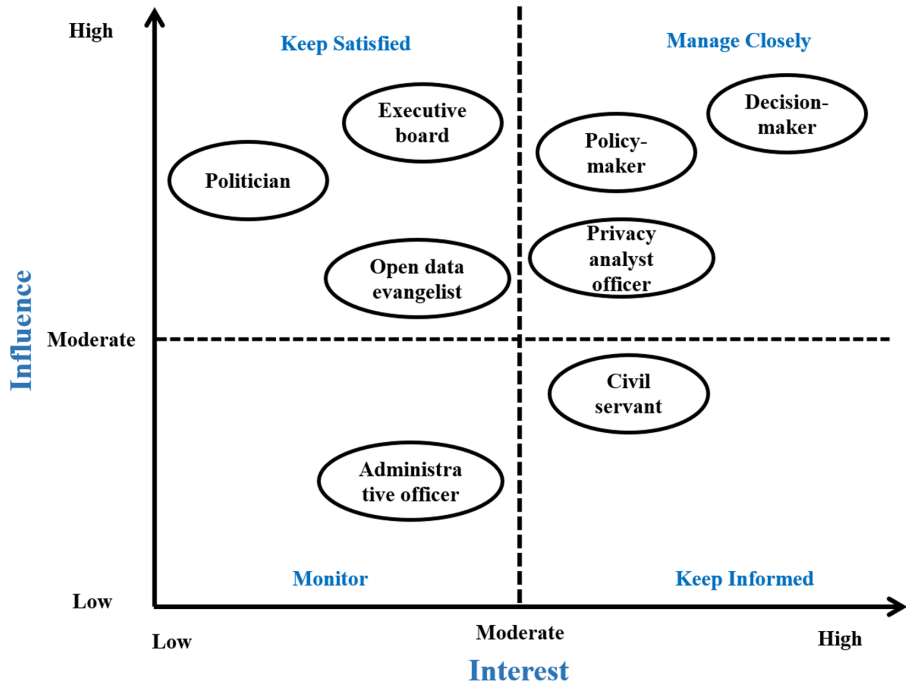 High
Keep Satisfied
Manage Closely
Executive
board
Decision-
maker
Policy-
maker
Politician
Privacy
analyst
officer
Open data
evangelist
Influence
Moderate
Civil
servant
Administra
tive officer
Monitor
Keep Informed
Low
Low
Moderate
High
Interest